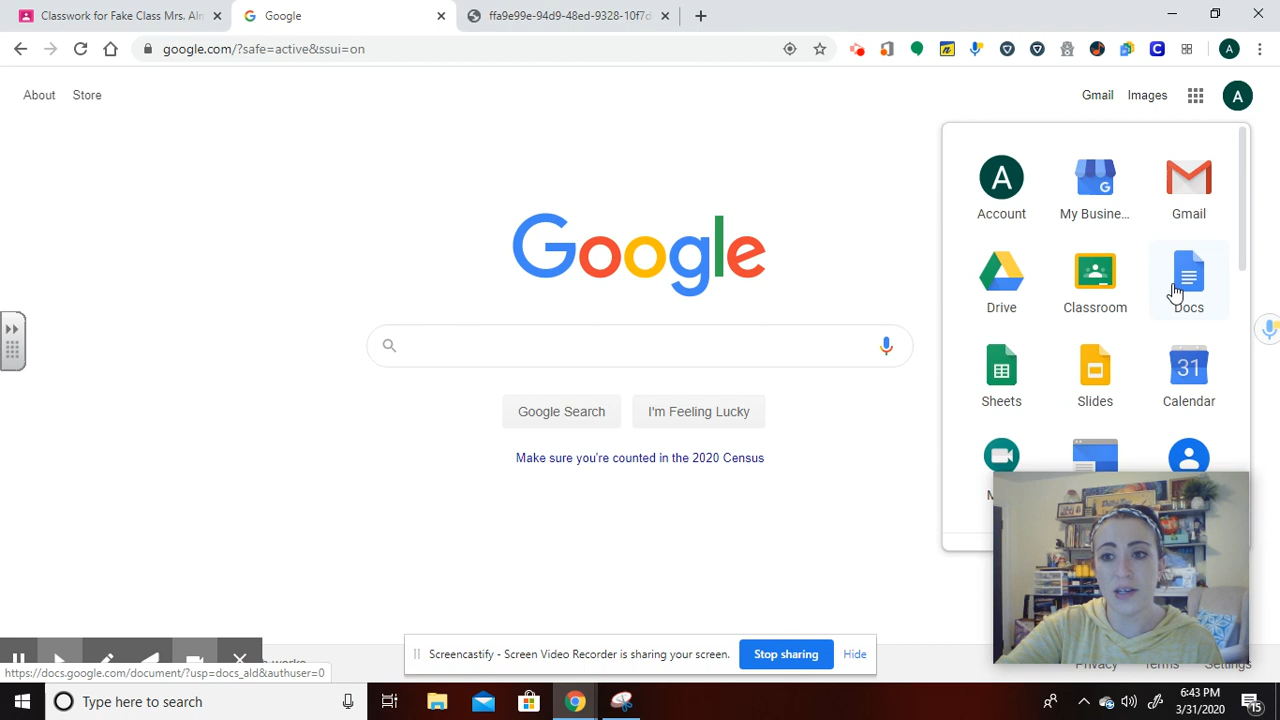 Classwork for Fake Class Mrs. Alm
Google
ffa9e99e-94d9-48ed-9328-10f7d
google.com/?safe=active&ssui=on
A
About
Store
Gmail
Images
A
A
Account
My Busine...
G
Gmail
Drive
Classroom
Docs
Google
Sheets
Slides
31
Calendar
Google Search
I'm Feeling Lucky
Make sure you're counted in the 2020 Census
Screencastify - Screen Video Recorder is sharing your screen.
Stop sharing
Hide
works
Privacy
Terms
Settings
https://docs.google.com/document/?usp=docs_ald&authuser=0
Type here to search
6:43 PM
3/31/2020
15